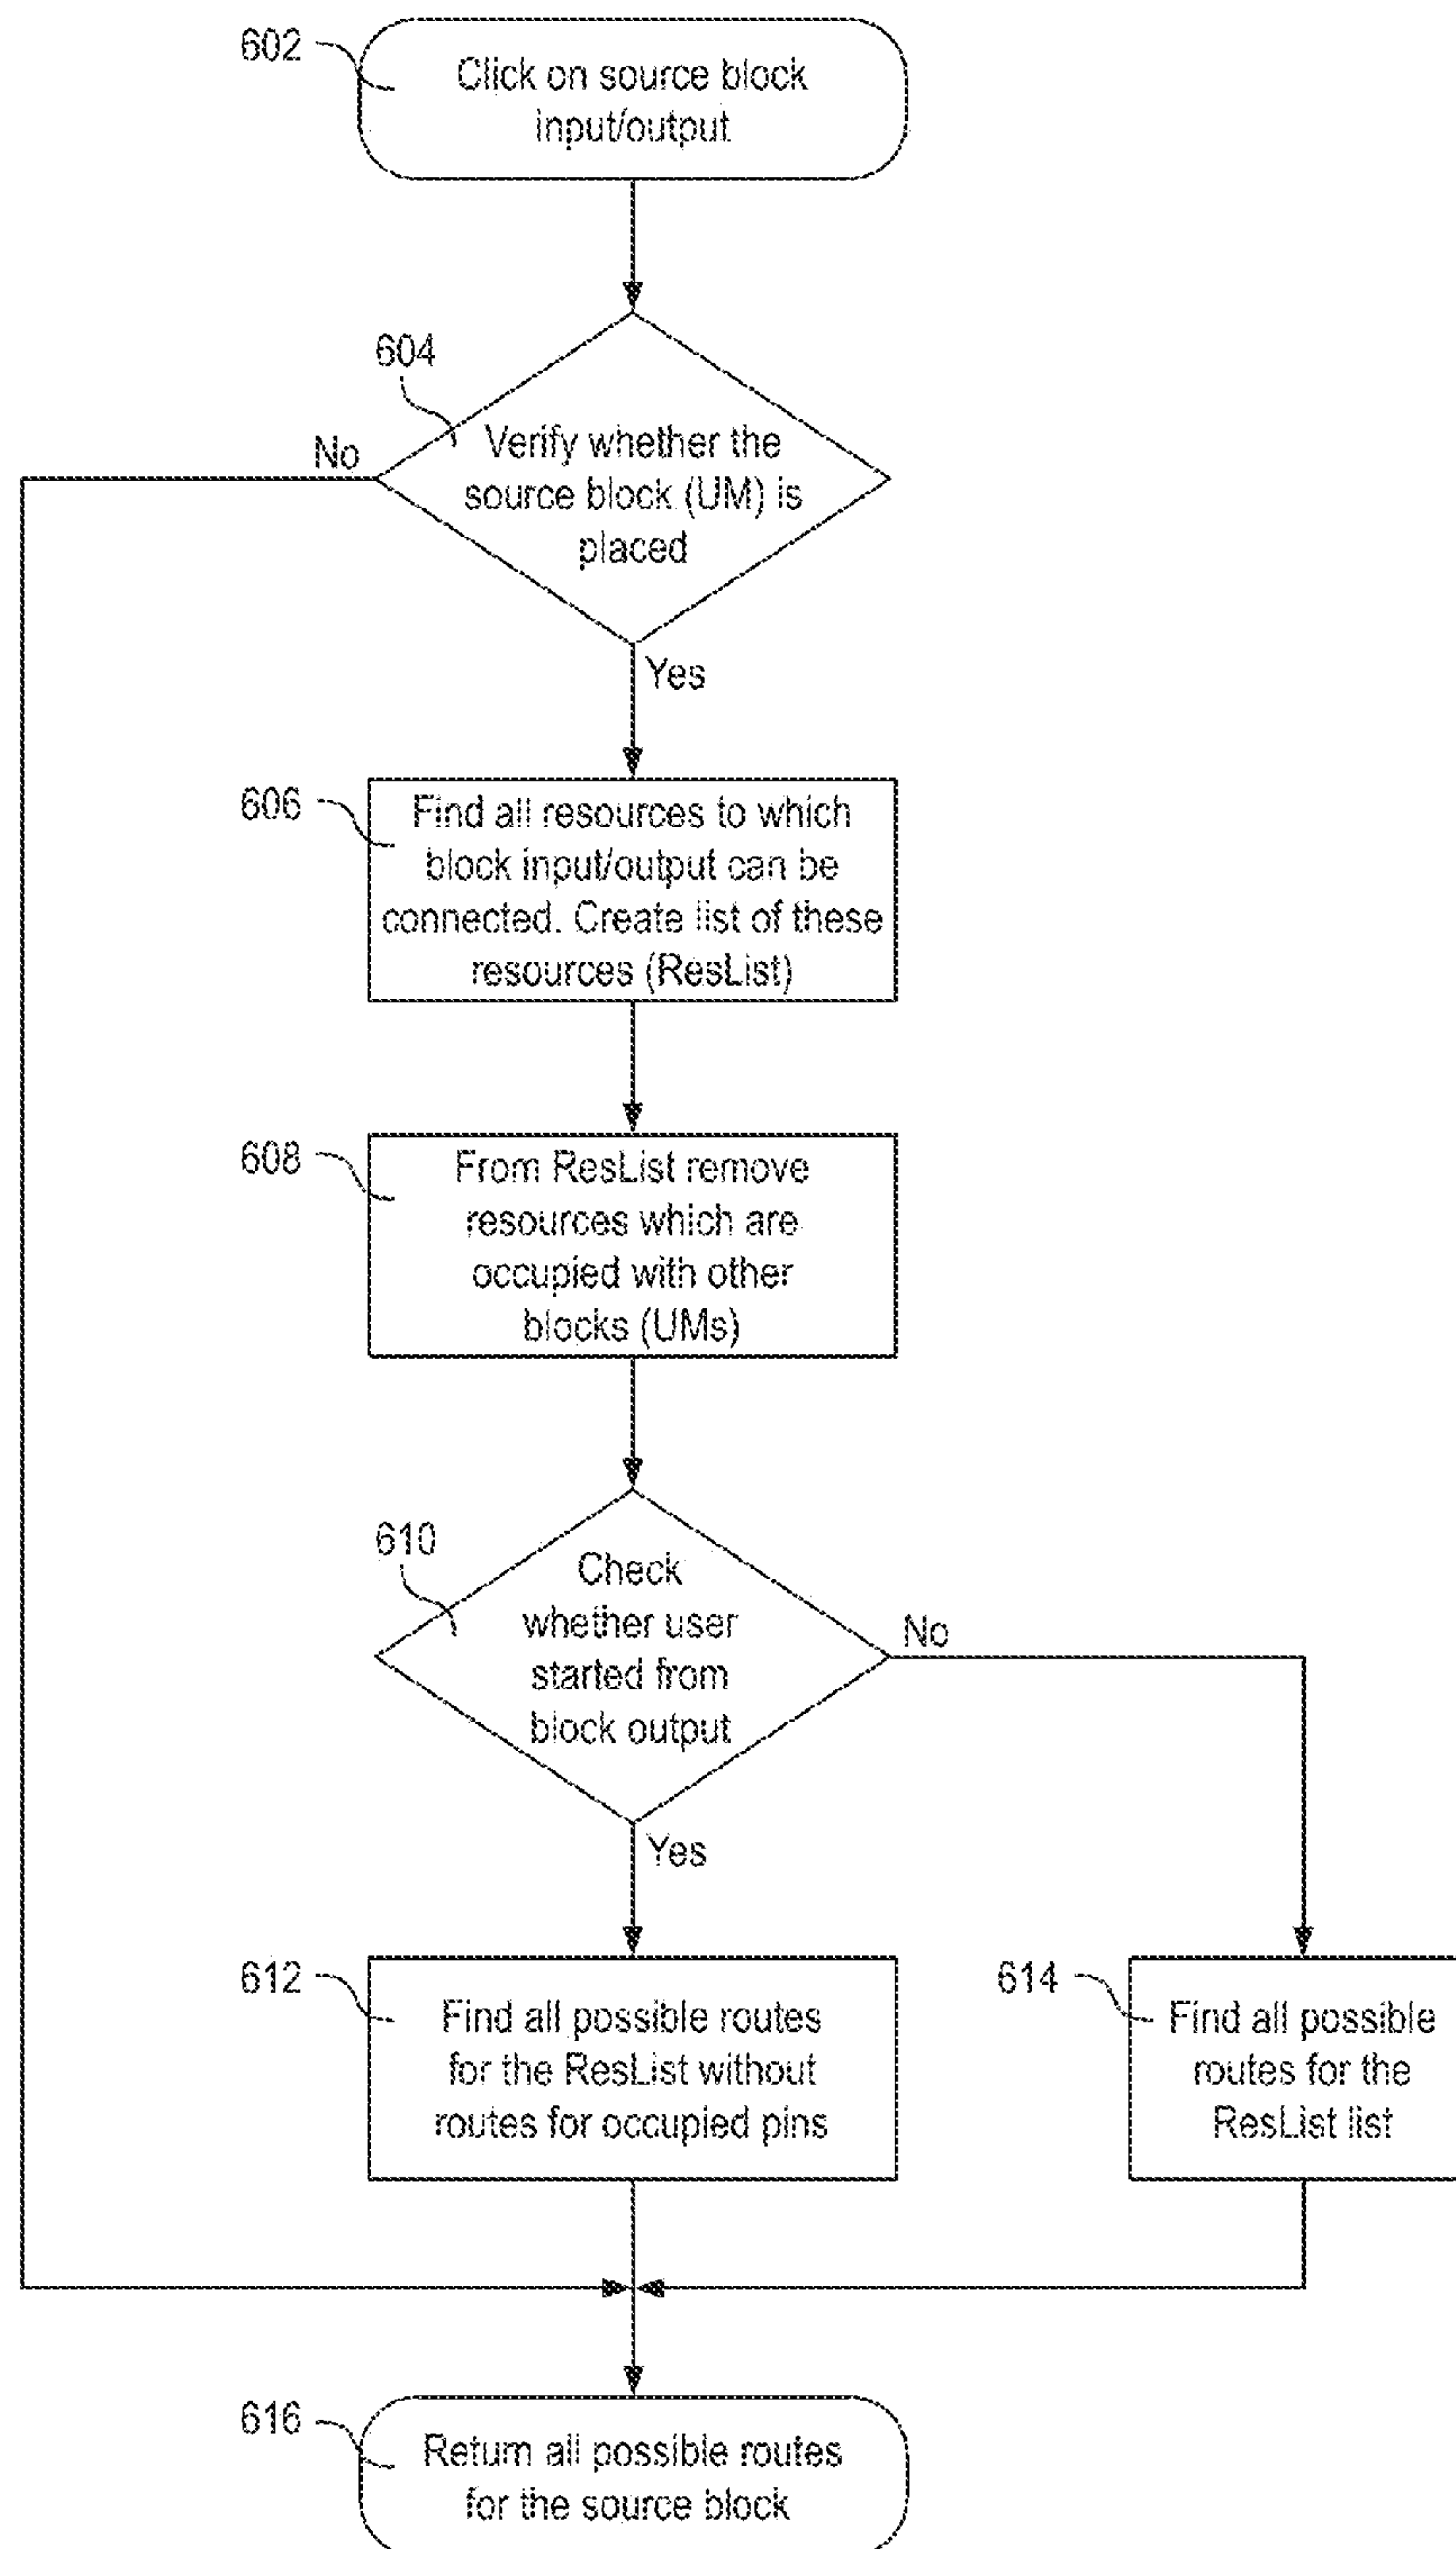 602
Click on source block
input/output
604
No
Verify whether the
source block (UM) is
placed
Yes
606
Find all resources to which
block input/output can be
connected. Create list of these
resources (ResList)
608
From ResList remove
resources which are
occupied with other
blocks (UMs)
610
Check
whether user
started from
block output
No
Yes
612
Find all possible routes
for the ResList without
routes for occupied pins
614
Find all possible
routes for the
ResList list
616
Return all possible routes
for the source block